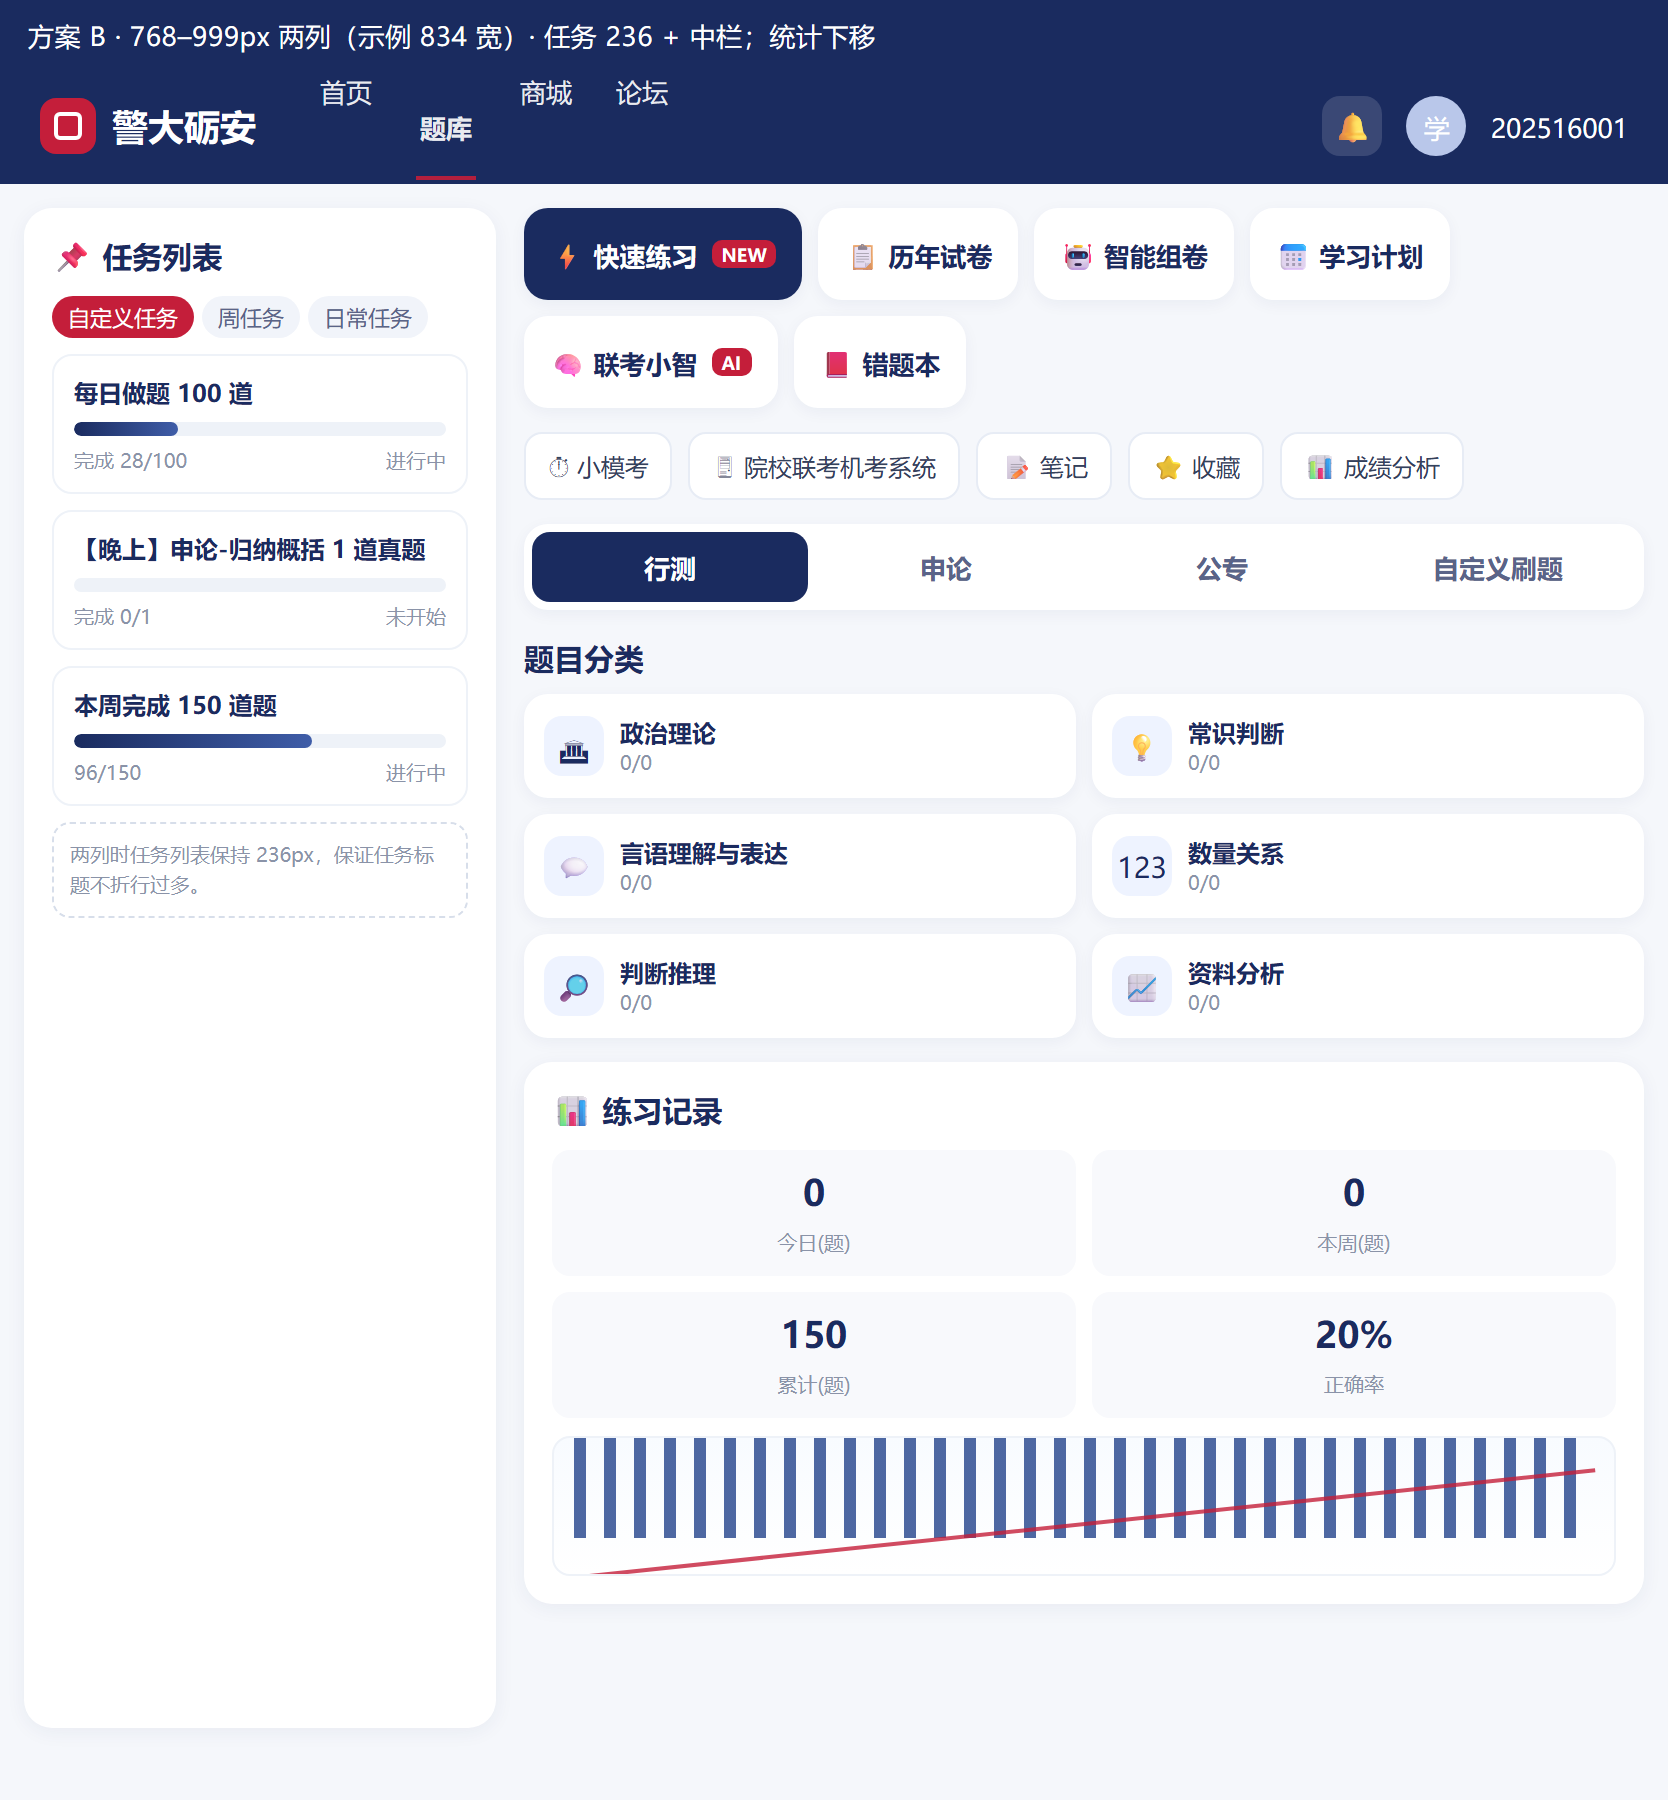 方案 B · 768–999px 两列（示例 834 宽）· 任务 236 + 中栏；统计下移
警大砺安
首页
题库
商城
论坛
学
202516001
任务列表
自定义任务
周任务
日常任务
每日做题 100 道
完成 28/100
进行中
【晚上】申论-归纳概括 1 道真题
完成 0/1
未开始
本周完成 150 道题
96/150
进行中
两列时任务列表保持 236px，保证任务标
题不折行过多。
快速练习 NEW
历年试卷
智能组卷
学习计划
联考小智 AI
错题本
小模考
院校联考机考系统
笔记
收藏
成绩分析
行测
申论
公专
自定义刷题
题目分类
政治理论
0/0
常识判断
0/0
言语理解与表达
0/0
123
数量关系
0/0
判断推理
0/0
资料分析
0/0
练习记录
0
今日(题)
0
本周(题)
150
累计(题)
20%
正确率